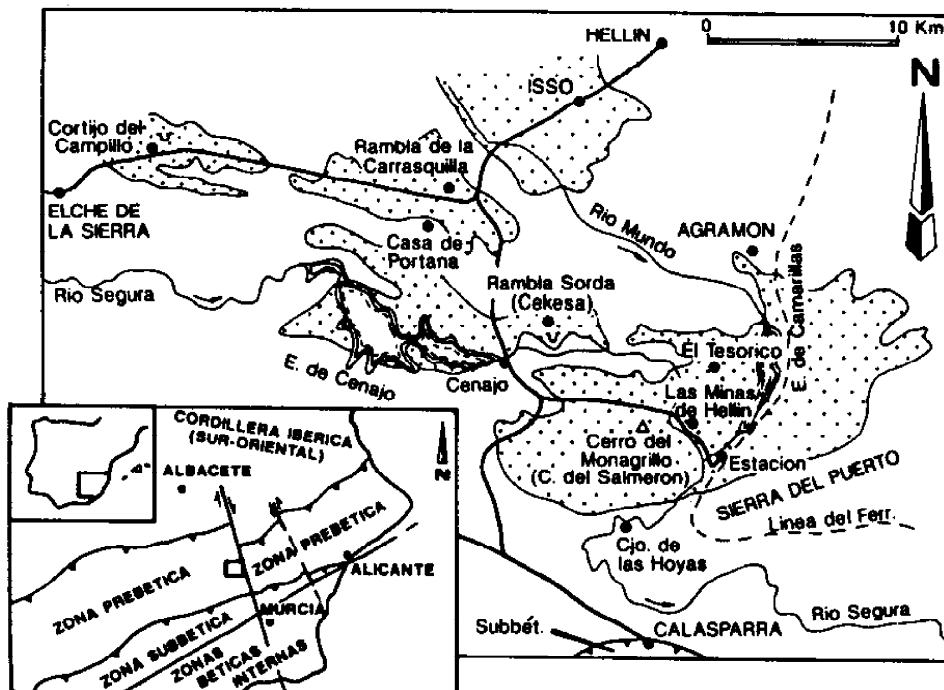 0 10 Km
HELLIN
N
ISSO
Cortijo del
Campillo
Rambla de la
Carrasquilla
ELCHE DE
LA SIERRA
Rio Mundo
AGRAMON
Casa de
Portana
Rio Segura
Rambla Sorda
(Cekesa)
E. de Camarillas
El Tesorico
E. de Cenajo
Cenajo
Las Minas
de Hellin
Cerro del
Monagrillo
(C. del Salmeron)
Estacion
SIERRA DEL PUERTO
Linea del Ferr.
Cjo. de
las Hoyas
Rio Segura
Subbét.
CALASPARRA
CORDILLERA IBERICA
(SUR-ORIENTAL)
N
ALBACETE
ZONA PREBETICA
ZONA PREBETICA
ALICANTE
ZONA SUBBETICA
MURCIA
ZONAS
BETICAS
INTERNAS